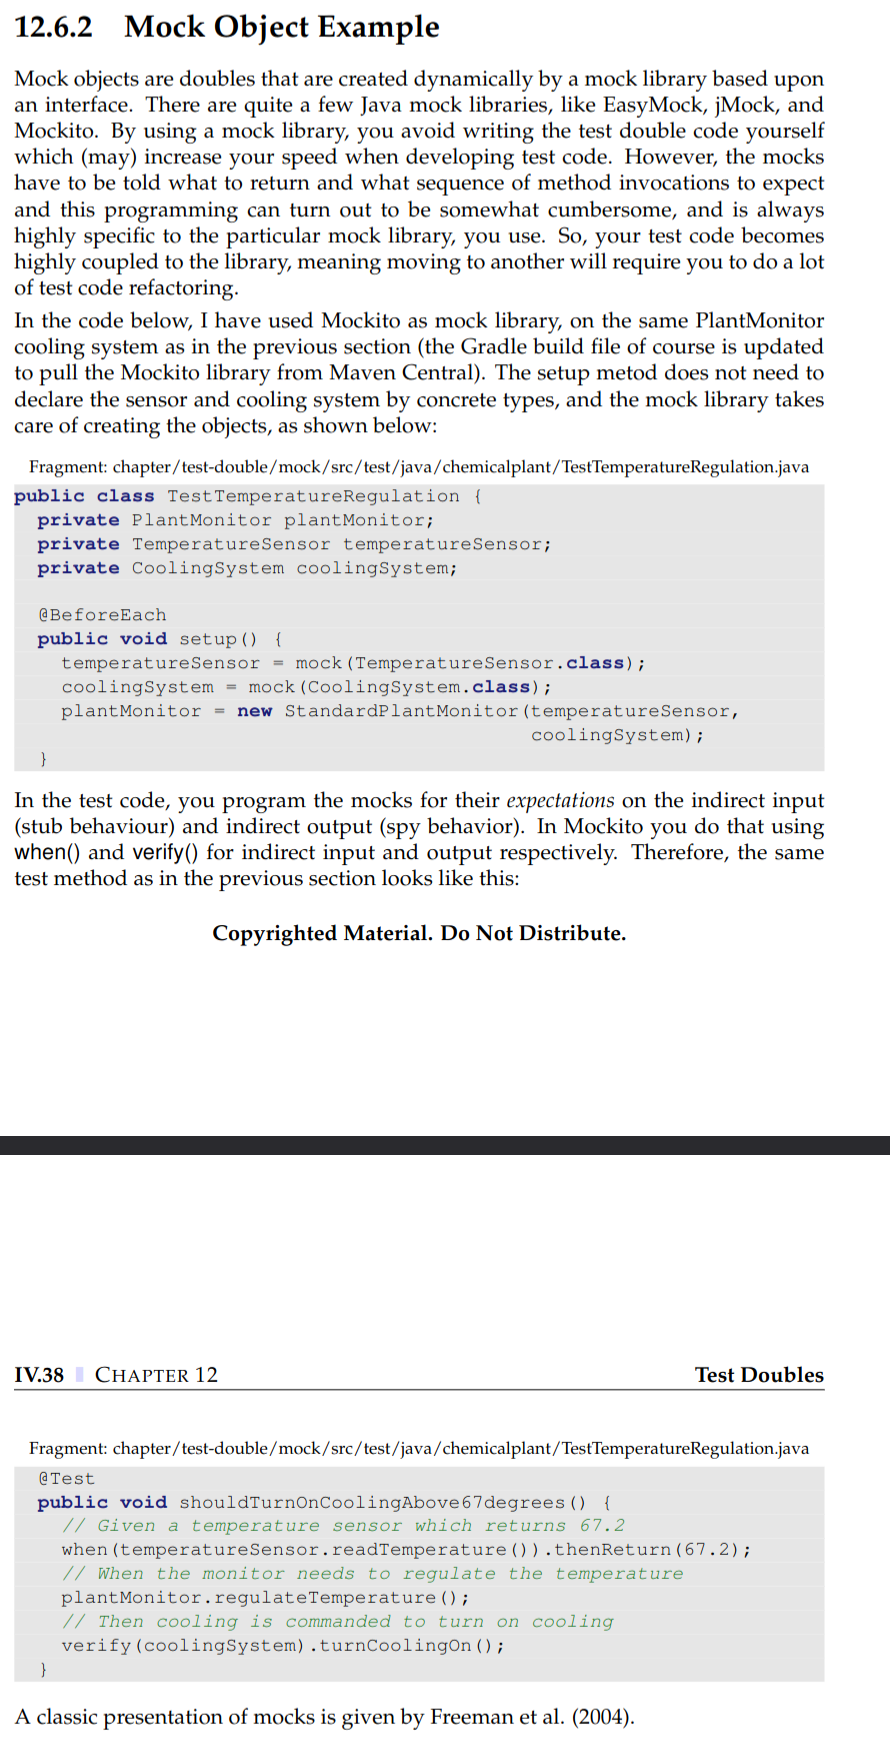 12.6.2 Mock Object Example
Mock objects are doubles that are created dynamically by a mock library based upon
an interface. There are quite a few Java mock libraries, like EasyMock, jMock, and
Mockito. By using a mock library, you avoid writing the test double code yourself
which (may) increase your speed when developing test code. However, the mocks
have to be told what to return and what sequence of method invocations to expect
and this programming can turn out to be somewhat cumbersome, and is always
highly specific to the particular mock library, you use. So, your test code becomes
highly coupled to the library, meaning moving to another will require you to do a lot
of test code refactoring.
In the code below, I have used Mockito as mock library, on the same PlantMonitor
cooling system as in the previous section (the Gradle build file of course is updated
to pull the Mockito library from Maven Central). The setup metod does not need to
declare the sensor and cooling system by concrete types, and the mock library takes
care of creating the objects, as shown below:
Fragment: chapter/test-double/mock/src/test/java/chemicalplant/TestTemperatureRegulation.java
public class TestTemperatureRegulation {
private PlantMonitor plantMonitor;
private TemperatureSensor temperatureSensor;
private CoolingSystem coolingSystem;
@BeforeEach
public void setup() {
temperatureSensor = mock(TemperatureSensor.class);
coolingSystem = mock(CoolingSystem.class);
plantMonitor = new StandardPlantMonitor(temperatureSensor,
coolingSystem);
}
In the test code, you program the mocks for their expectations on the indirect input
(stub behaviour) and indirect output (spy behavior). In Mockito you do that using
when() and verify() for indirect input and output respectively. Therefore, the same
test method as in the previous section looks like this:
Copyrighted Material. Do Not Distribute.
IV.38 CHAPTER 12 Test Doubles
Fragment: chapter/test-double/mock/src/test/java/chemicalplant/TestTemperatureRegulation.java
@Test
public void shouldTurnOnCoolingAbove67degrees() {
// Given a temperature sensor which returns 67.2
when(temperatureSensor.readTemperature()).thenReturn(67.2);
// When the monitor needs to regulate the temperature
plantMonitor.regulateTemperature();
// Then cooling is commanded to turn on cooling
verify(coolingSystem).turnCoolingOn();
}
A classic presentation of mocks is given by Freeman et al. (2004).